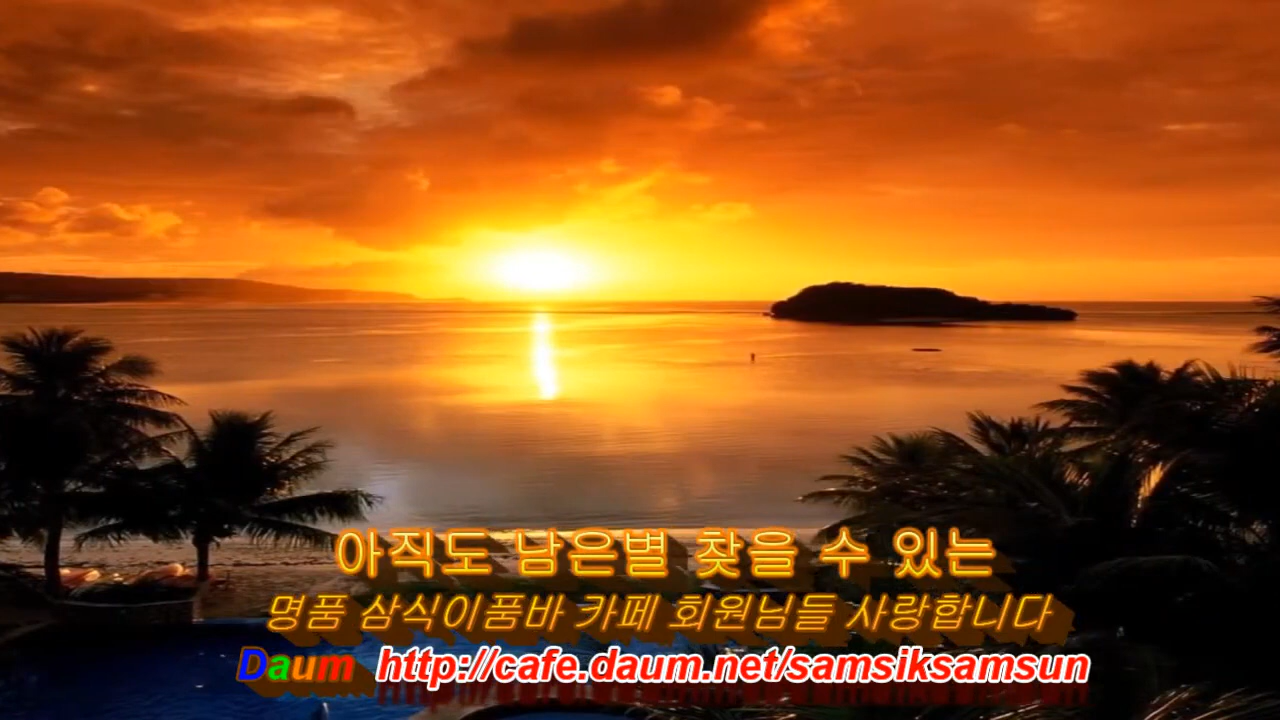 아직도 남은별 찾을 수 있는
명품 삼식이품바 카페 회원님들 사랑합니다
Daum http://cafe.daum.net/samsiksamsun